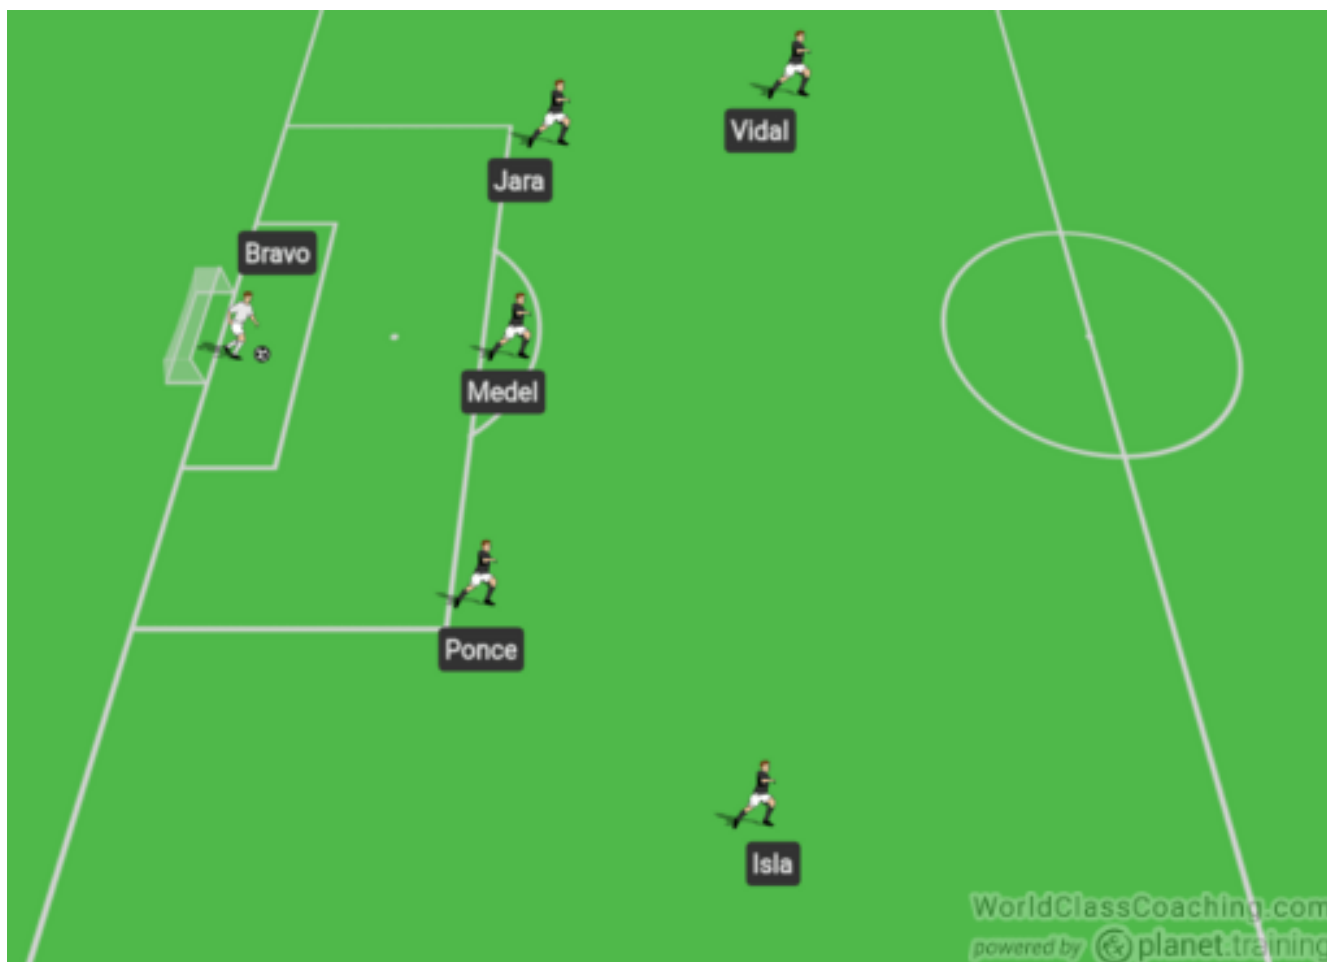 Vidal
Jara
Bravo
Medel
Ponce
Isla
WorldClassCoaching.com
powered by planet.training